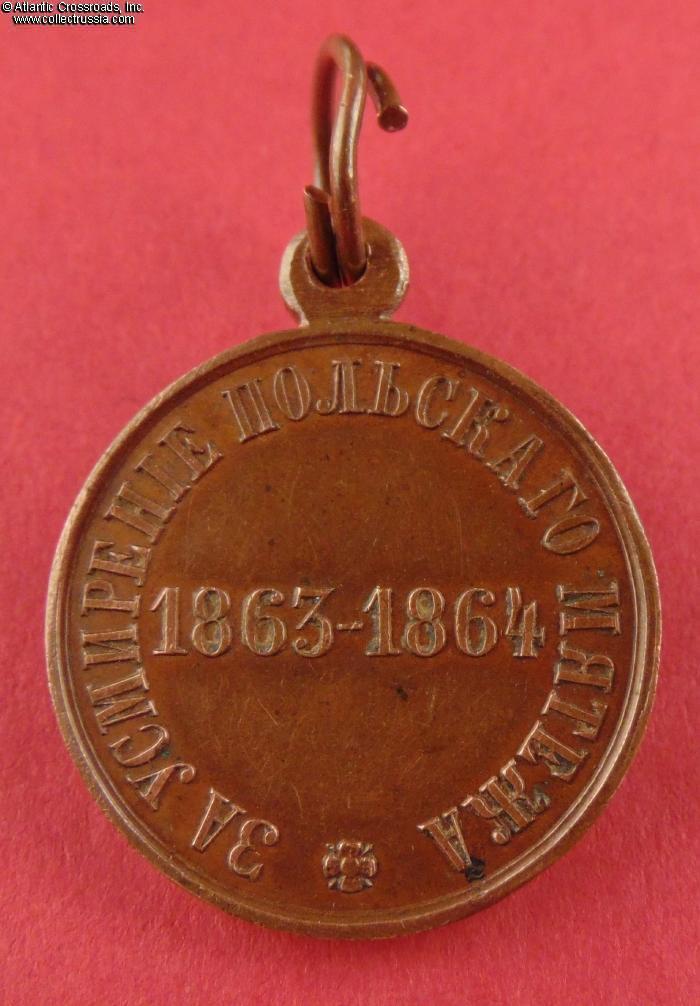 © Atlantic Crossroads, Inc.
www.collectrussia.com
ЗА УСМИРЕНІЕ ПОЛЬСКАГО МЯТЕЖА
1863-1864